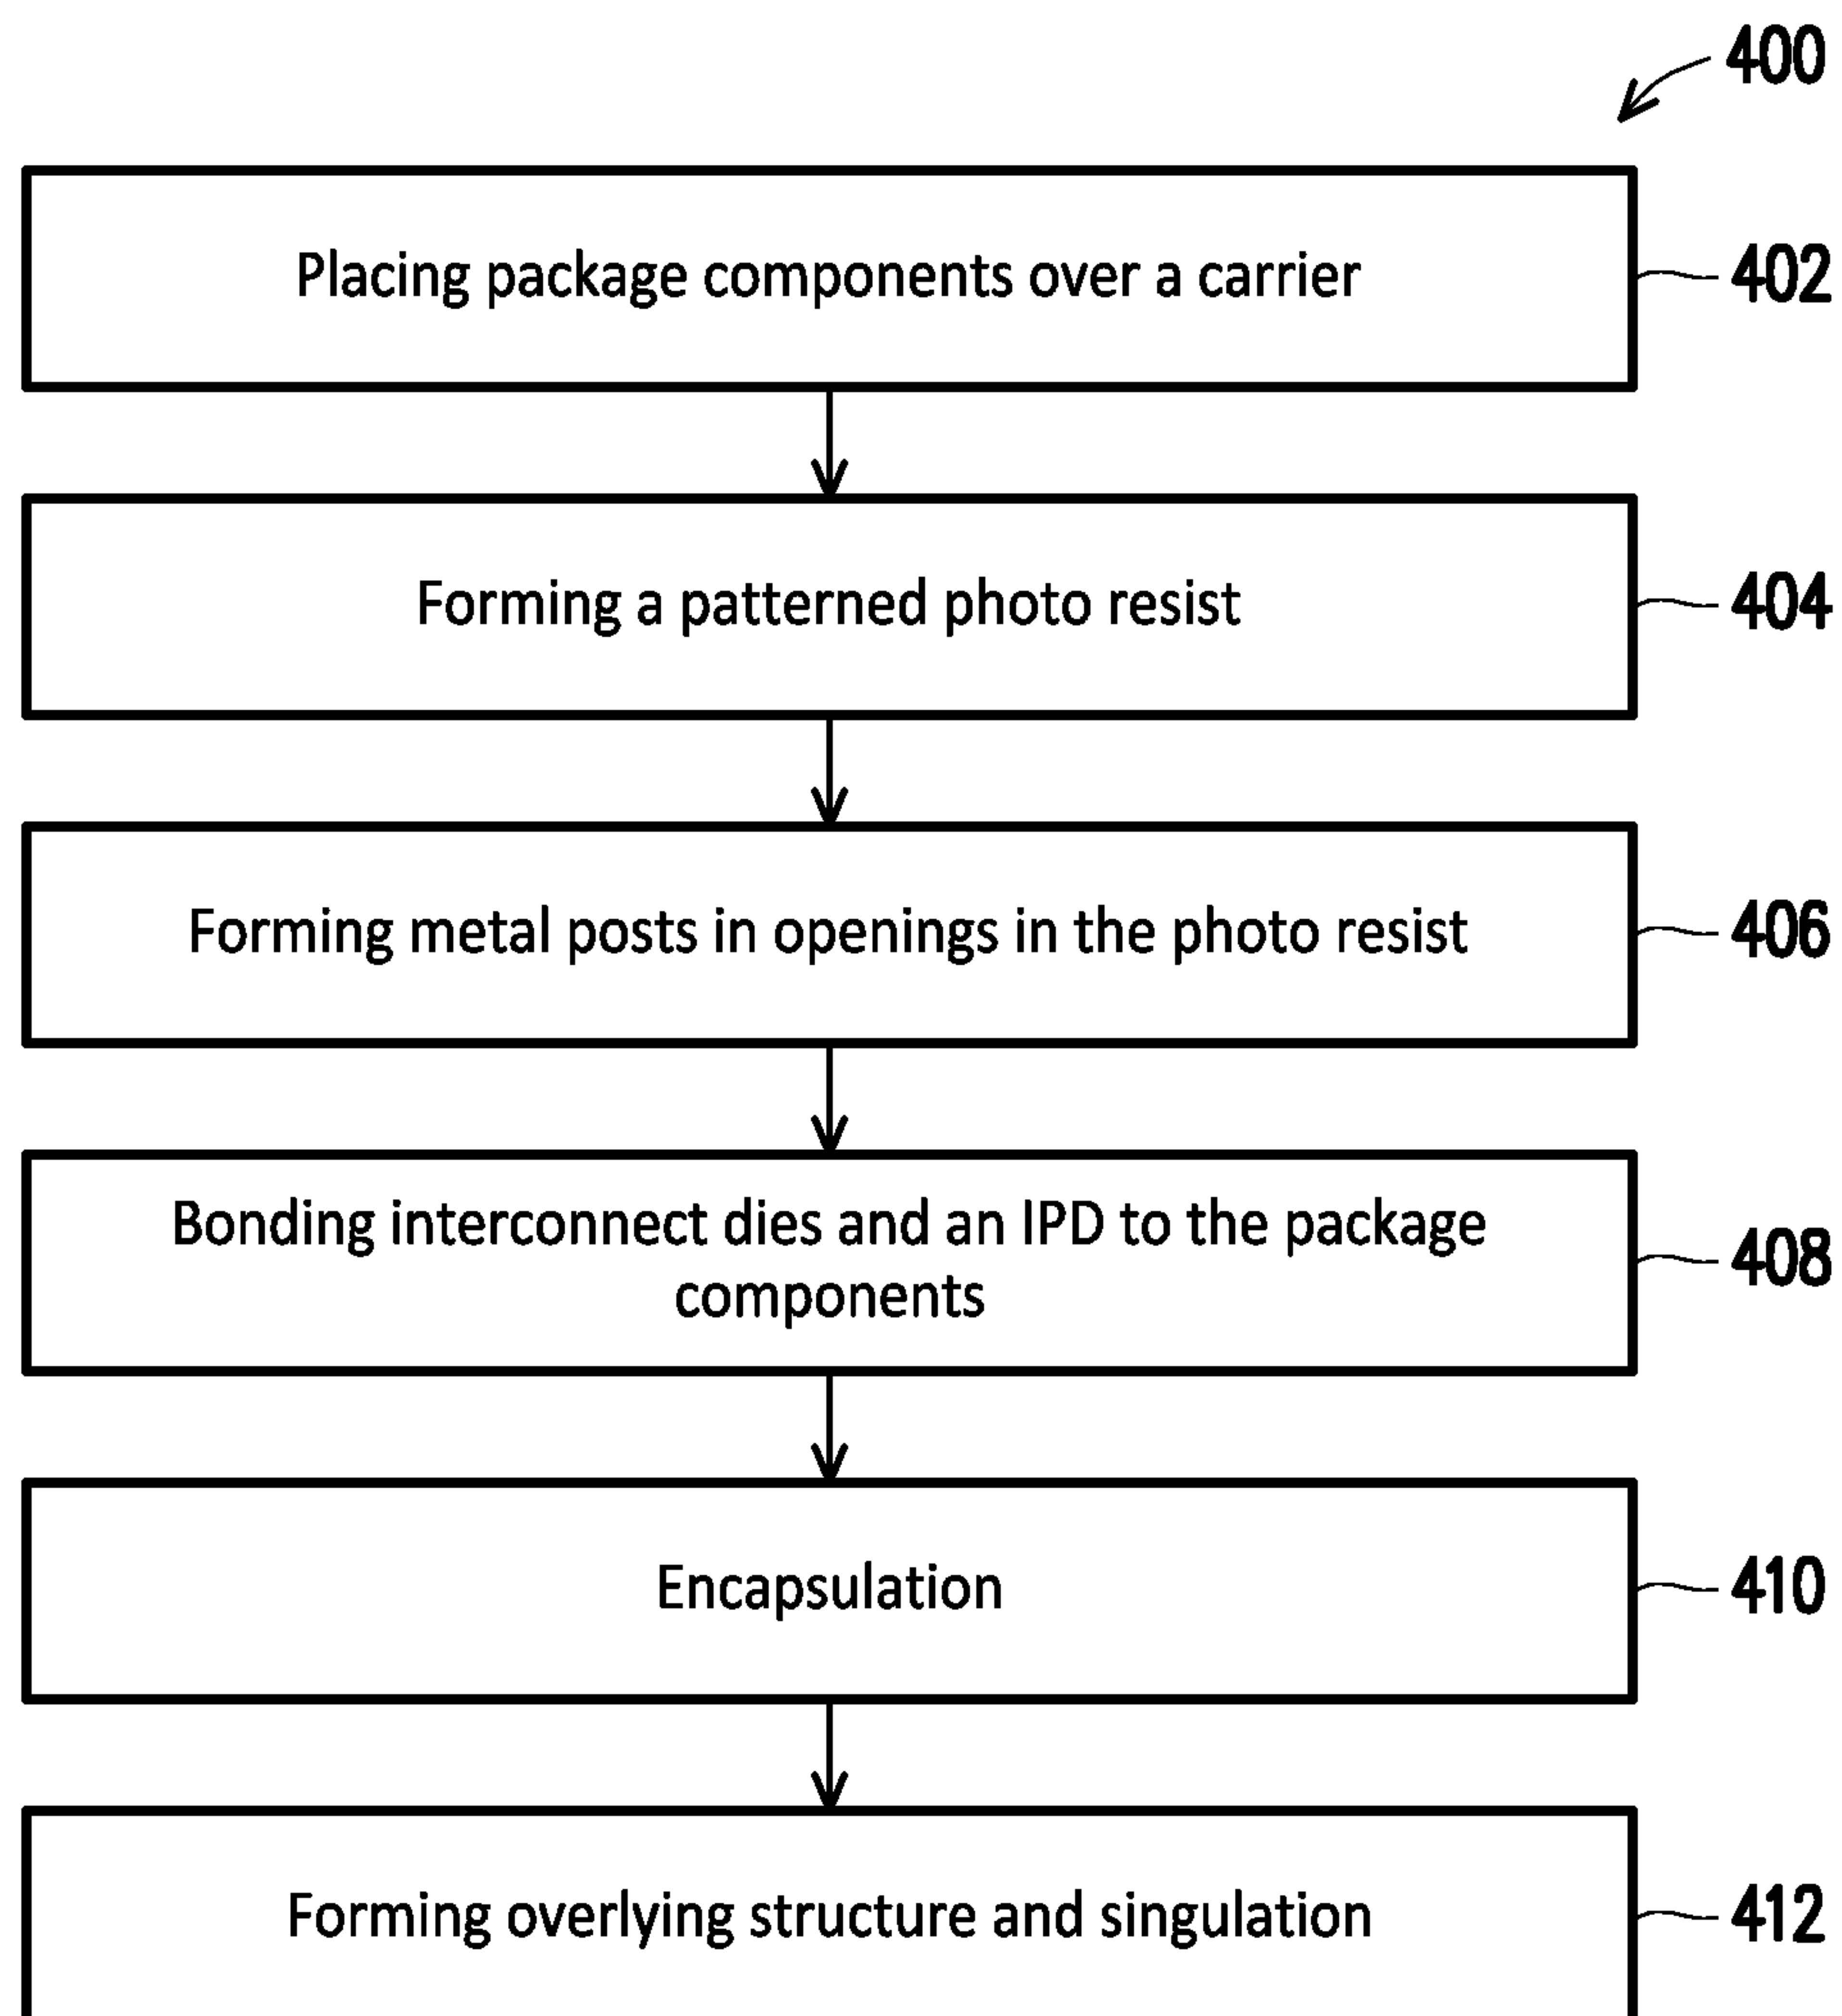 400
Placing package components over a carrier
402
Forming a patterned photo resist
404
Forming metal posts in openings in the photo resist
406
Bonding interconnect dies and an IPD to the package
components
408
Encapsulation
410
Forming overlying structure and singulation
412